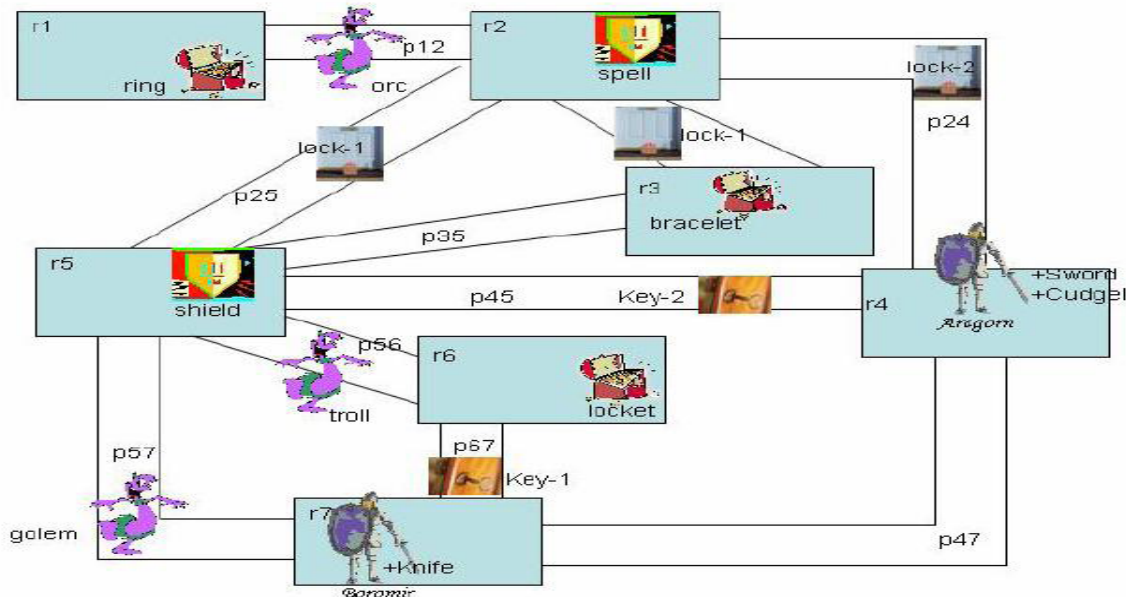 r1
r2
p12
ring
orc
spell
lock-2
p24
lock-1
lock-1
p25
r3
bracelet
p35
r5
shield
p45
Key-2
r4
+Sword
+Cudgel
p56
r6
troll
locket
p57
p67
Key-1
golem
r7
+Knife
p47
Boromir